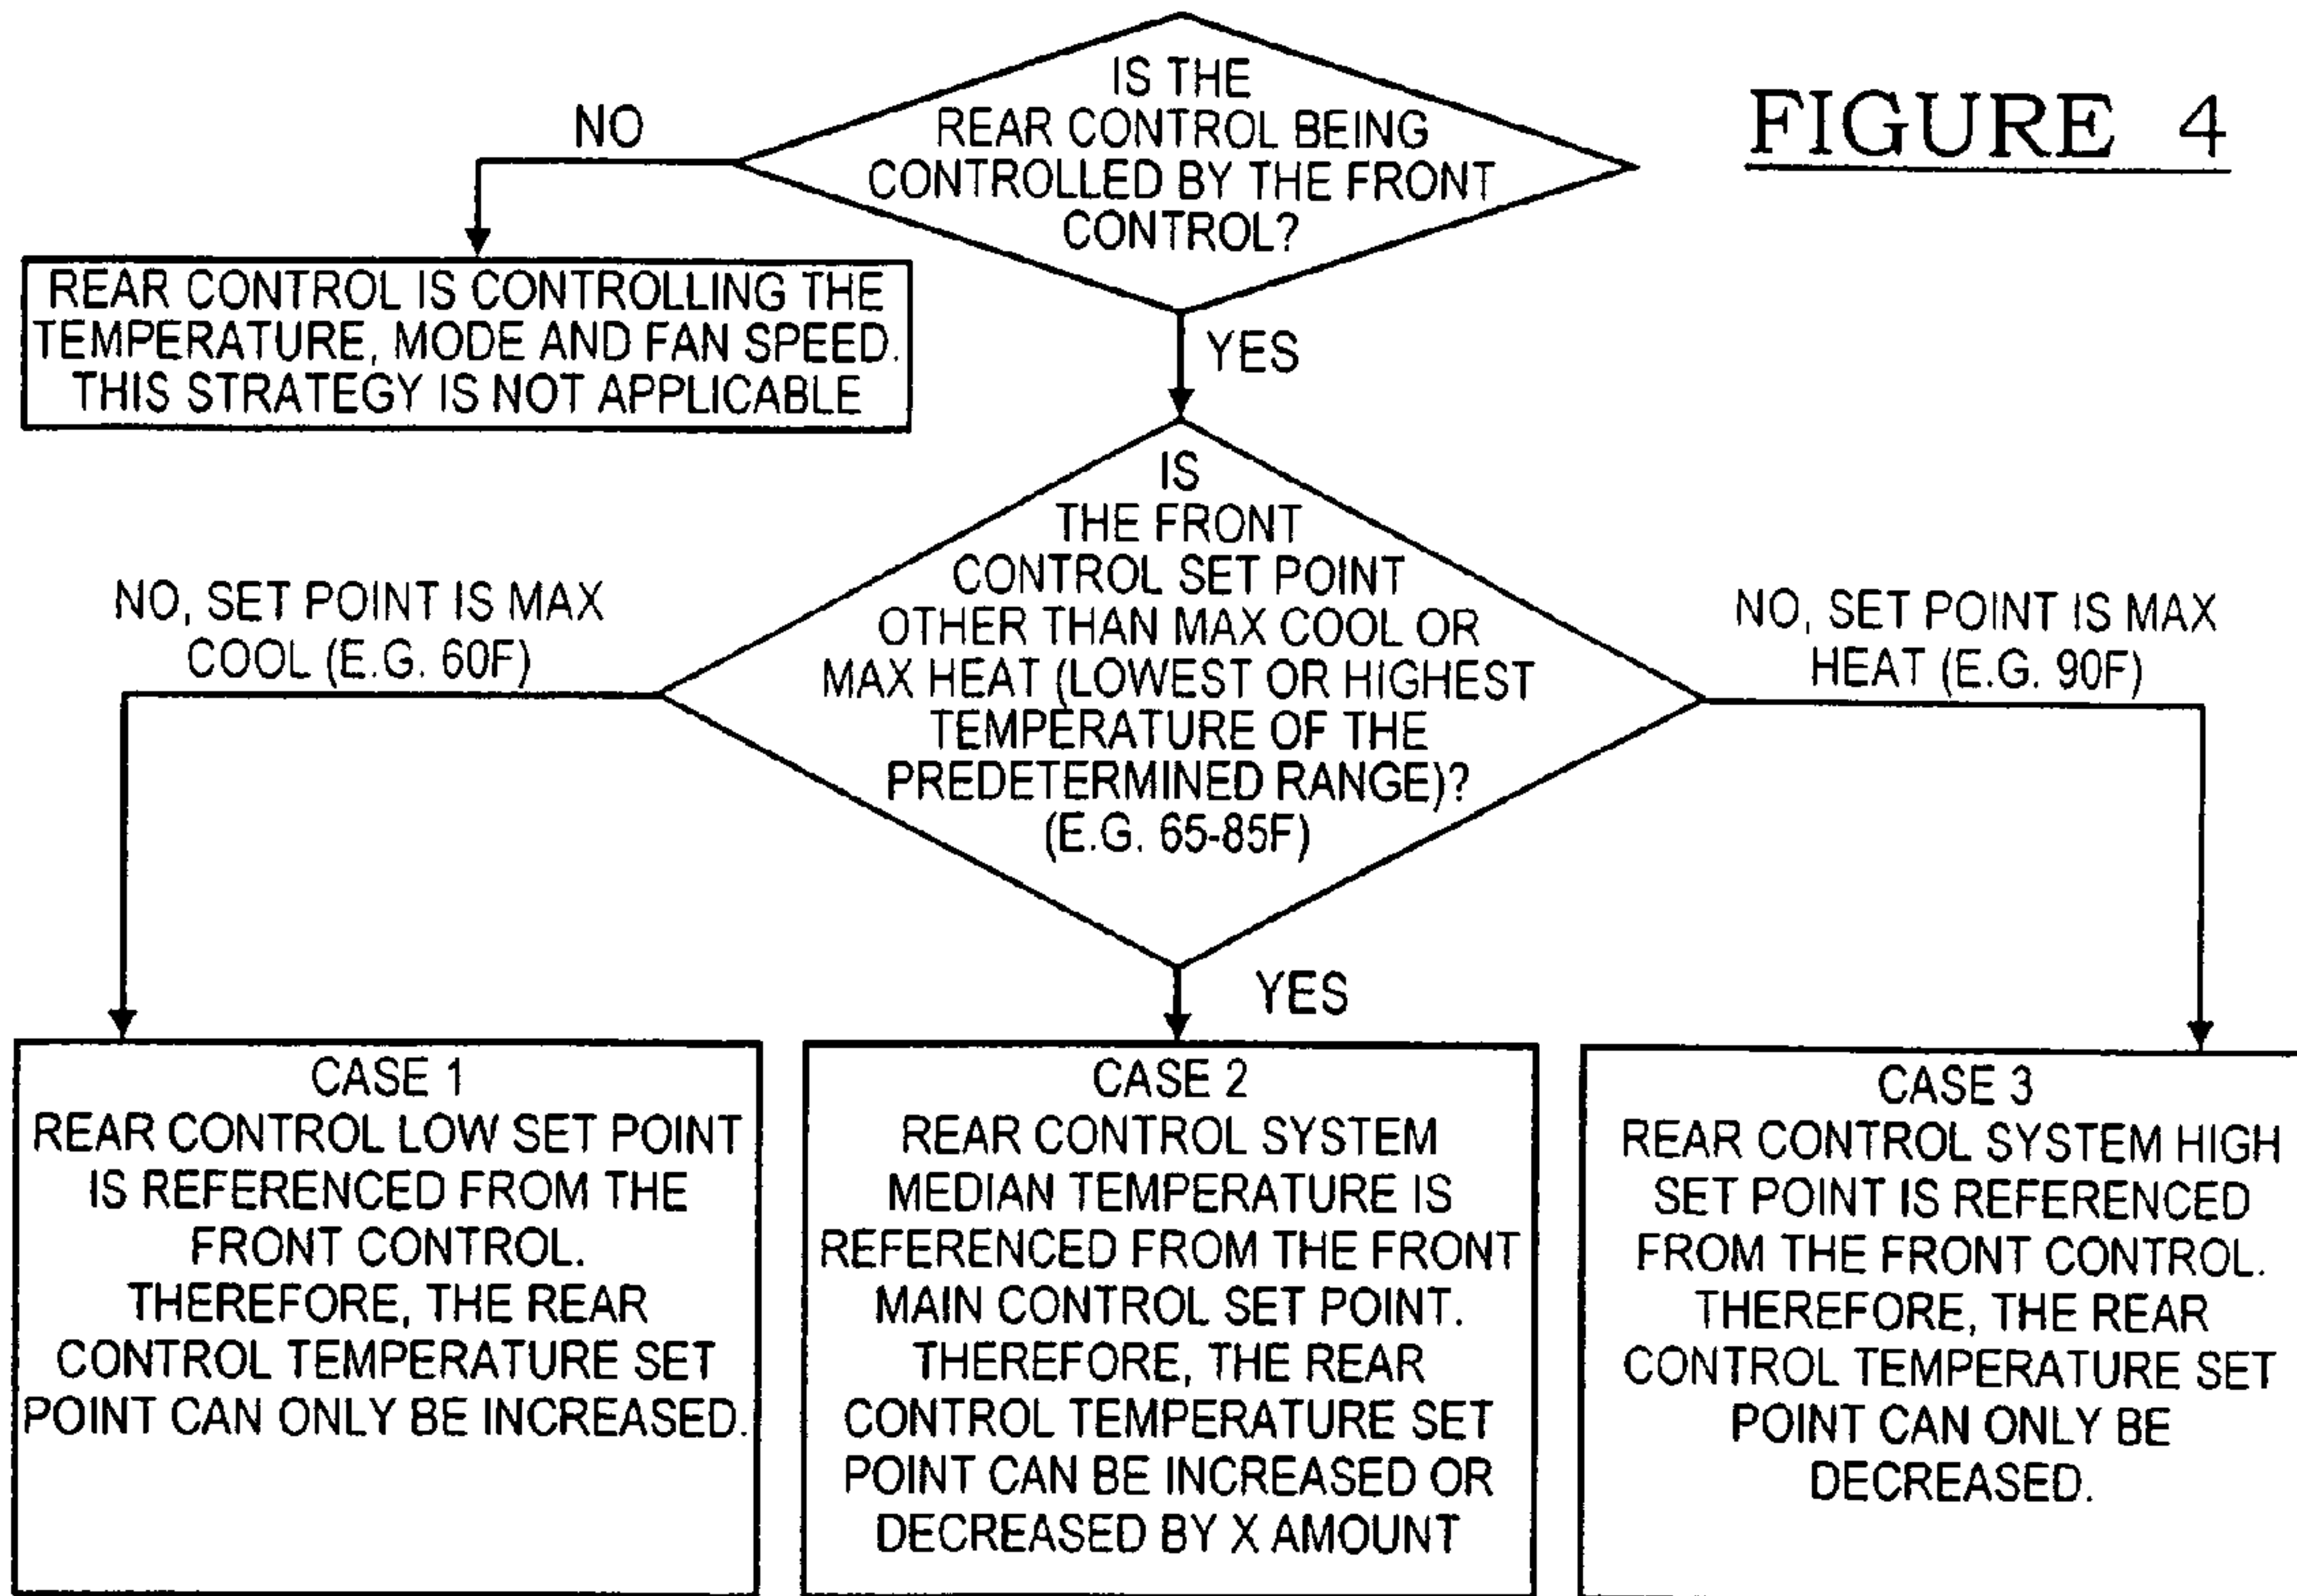 FIGURE 4
IS THE
REAR CONTROL BEING
CONTROLLED BY THE FRONT
CONTROL?
NO
REAR CONTROL IS CONTROLLING THE
TEMPERATURE, MODE AND FAN SPEED.
THIS STRATEGY IS NOT APPLICABLE
YES
IS
THE FRONT
CONTROL SET POINT
OTHER THAN MAX COOL OR
MAX HEAT (LOWEST OR HIGHEST
TEMPERATURE OF THE
PREDETERMINED RANGE)?
(E.G. 65-85F)
NO, SET POINT IS MAX
COOL (E.G. 60F)
NO, SET POINT IS MAX
HEAT (E.G. 90F)
YES
CASE 1
REAR CONTROL LOW SET POINT
IS REFERENCED FROM THE
FRONT CONTROL.
THEREFORE, THE REAR
CONTROL TEMPERATURE SET
POINT CAN ONLY BE INCREASED.
CASE 2
REAR CONTROL SYSTEM
MEDIAN TEMPERATURE IS
REFERENCED FROM THE FRONT
MAIN CONTROL SET POINT.
THEREFORE, THE REAR
CONTROL TEMPERATURE SET
POINT CAN BE INCREASED OR
DECREASED BY X AMOUNT
CASE 3
REAR CONTROL SYSTEM HIGH
SET POINT IS REFERENCED
FROM THE FRONT CONTROL.
THEREFORE, THE REAR
CONTROL TEMPERATURE SET
POINT CAN ONLY BE
DECREASED.